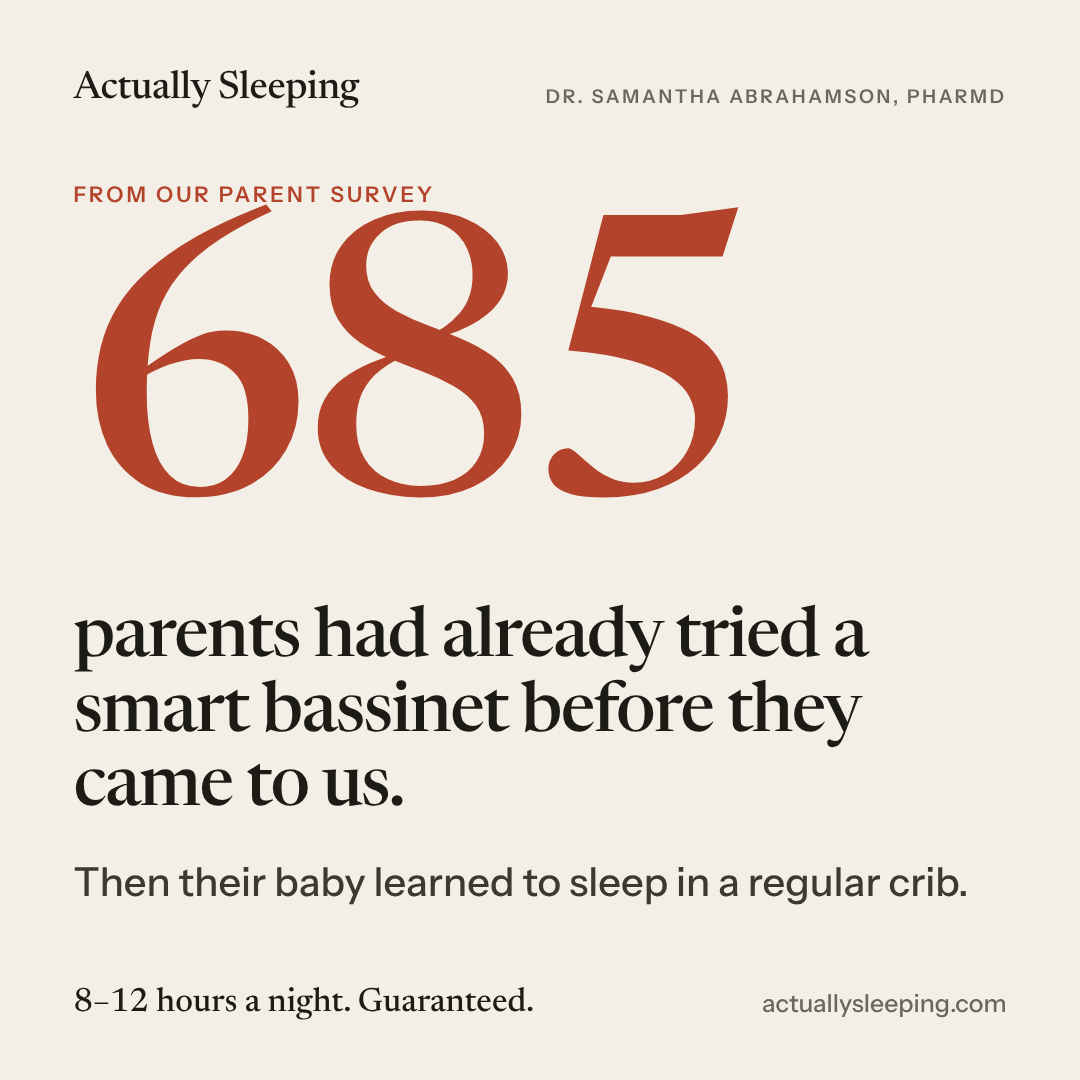 Actually Sleeping
DR. SAMANTHA ABRAHAMSON, PHARMD
FROM OUR PARENT SURVEY
685
parents had already tried a
smart bassinet before they
came to us.
Then their baby learned to sleep in a regular crib.
8–12 hours a night. Guaranteed.
actuallysleeping.com